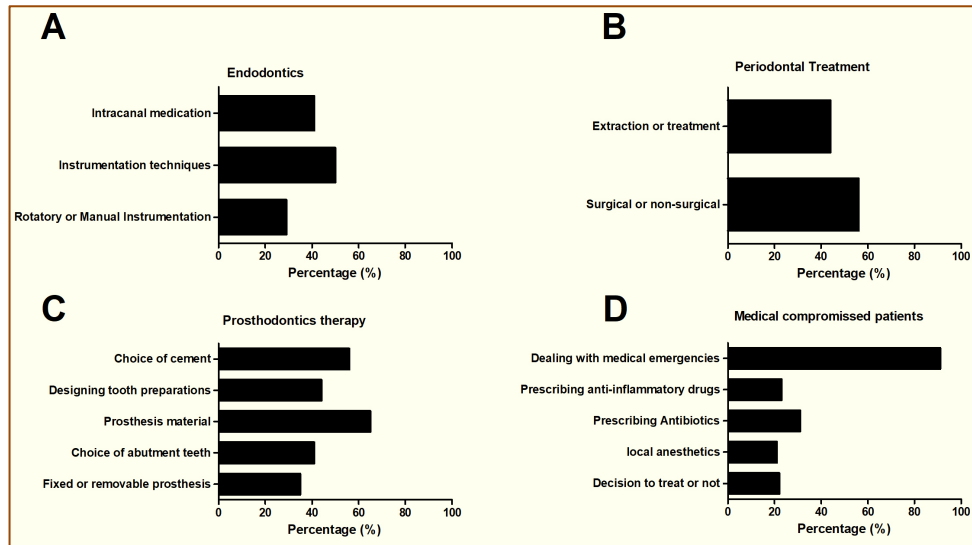 A
Endodontics
Intracanal medication
Instrumentation techniques
Rotatory or Manual Instrumentation
0 20 40 60 80 100
Percentage (%)
B
Periodontal Treatment
Extraction or treatment
Surgical or non-surgical
0 20 40 60 80 100
Percentage (%)
C
Prosthodontics therapy
Choice of cement
Designing tooth preparations
Prosthesis material
Choice of abutment teeth
Fixed or removable prosthesis
0 20 40 60 80 100
Percentage (%)
D
Medical compromissed patients
Dealing with medical emergencies
Prescribing anti-inflammatory drugs
Prescribing Antibiotics
local anesthetics
Decision to treat or not
0 20 40 60 80 100
Percentage (%)